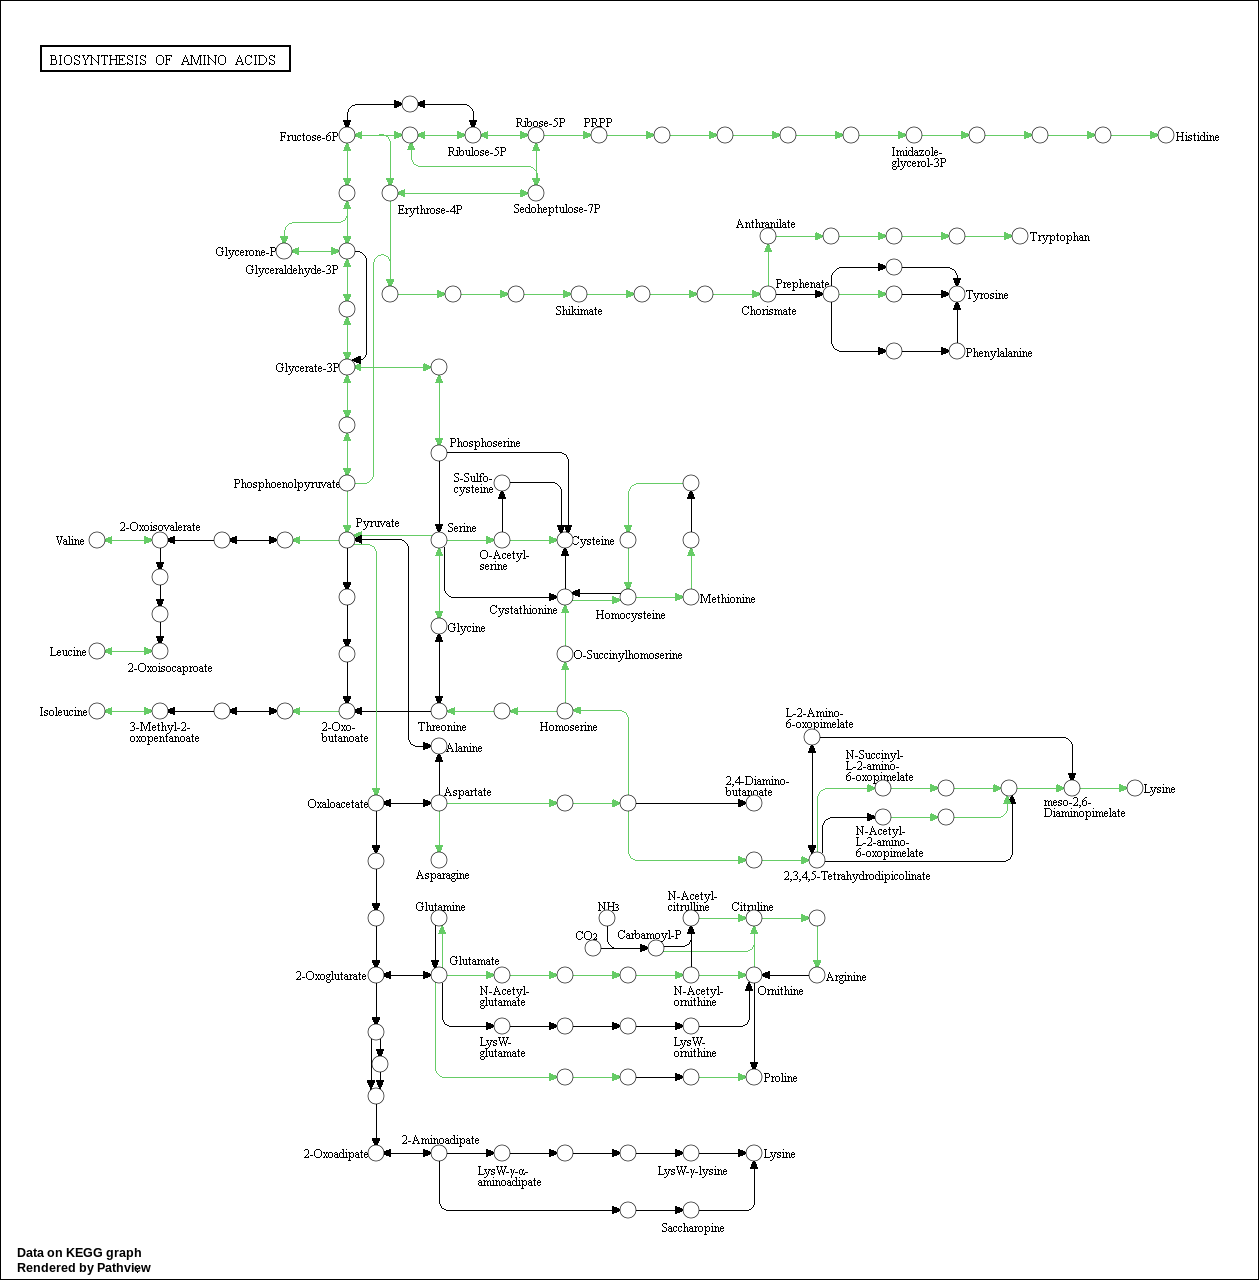 BIOSYNTHESIS OF AMINO ACIDS
Ribose-5P
PRPP
Fructose-6P
Histidine
Ribulose-5P
Imidazole-
glycerol-3P
Erythrose-4P
Sedoheptulose-7P
Anthranilate
Tryptophan
Glycerone-P
Glyceraldehyde-3P
Prephenate
Tyrosine
Shikimate
Chorismate
Phenylalanine
Glycerate-3P
Phosphoserine
S-Sulfo-
cysteine
Phosphoenolpyruvate
Pyruvate
Serine
2-Oxoisovalerate
Valine
Cysteine
O-Acetyl-
serine
Cystathionine
Methionine
Homocysteine
Glycine
Leucine
2-Oxoisocaproate
O-Succinylhomoserine
Isoleucine
3-Methyl-2-
oxopentanoate
2-Oxo-
butanoate
Threonine
Homoserine
L-2-Amino-
6-oxopimelate
Alanine
N-Succinyl-
L-2-amino-
6-oxopimelate
2,4-Diamino-
butanoate
Oxaloacetate
Aspartate
Lysine
meso-2,6-
Diaminopimelate
N-Acetyl-
L-2-amino-
6-oxopimelate
Asparagine
2,3,4,5-Tetrahydrodipicolinate
N-Acetyl-
citrulline
Glutamine
NH3
Citruline
CO2
Carbamoyl-P
Glutamate
2-Oxoglutarate
Arginine
N-Acetyl-
glutamate
N-Acetyl-
ornithine
Ornithine
LysW-
glutamate
LysW-
ornithine
Proline
2-Aminoadipate
2-Oxoadipate
Lysine
LysW-γ-α-
aminoadipate
LysW-γ-lysine
Saccharopine
Data on KEGG graph
Rendered by Pathview